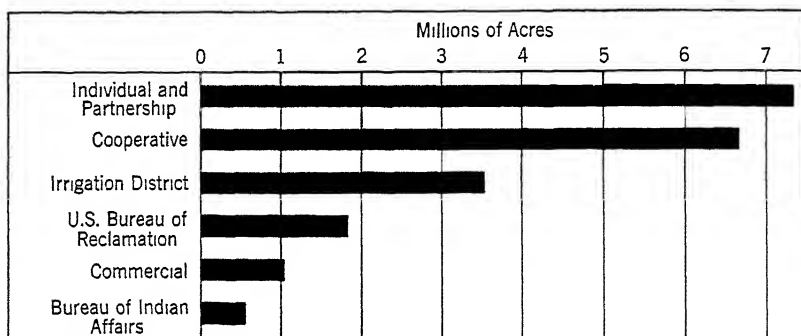 Millions of Acres
0 1 2 3 4 5 6 7
Individual and
Partnership
Cooperative
Irrigation District
U.S. Bureau of
Reclamation
Commercial
Bureau of Indian
Affairs